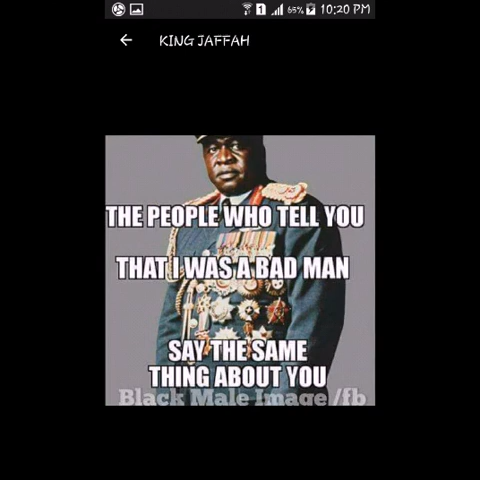 65% 10:20 PM
KING JAFFAH
THE PEOPLE WHO TELL YOU
THAT I WAS A BAD MAN
SAY THE SAME
THING ABOUT YOU
Black Male Image/fb